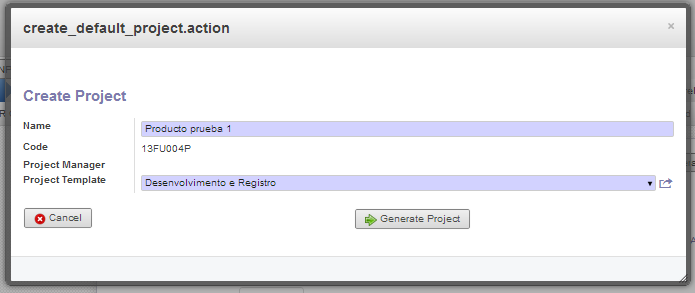 create_default_project.action ×
Create Project
Name Producto prueba 1
Code 13FU004P
Project Manager
Project Template Desenvolvimento e Registro
Cancel Generate Project